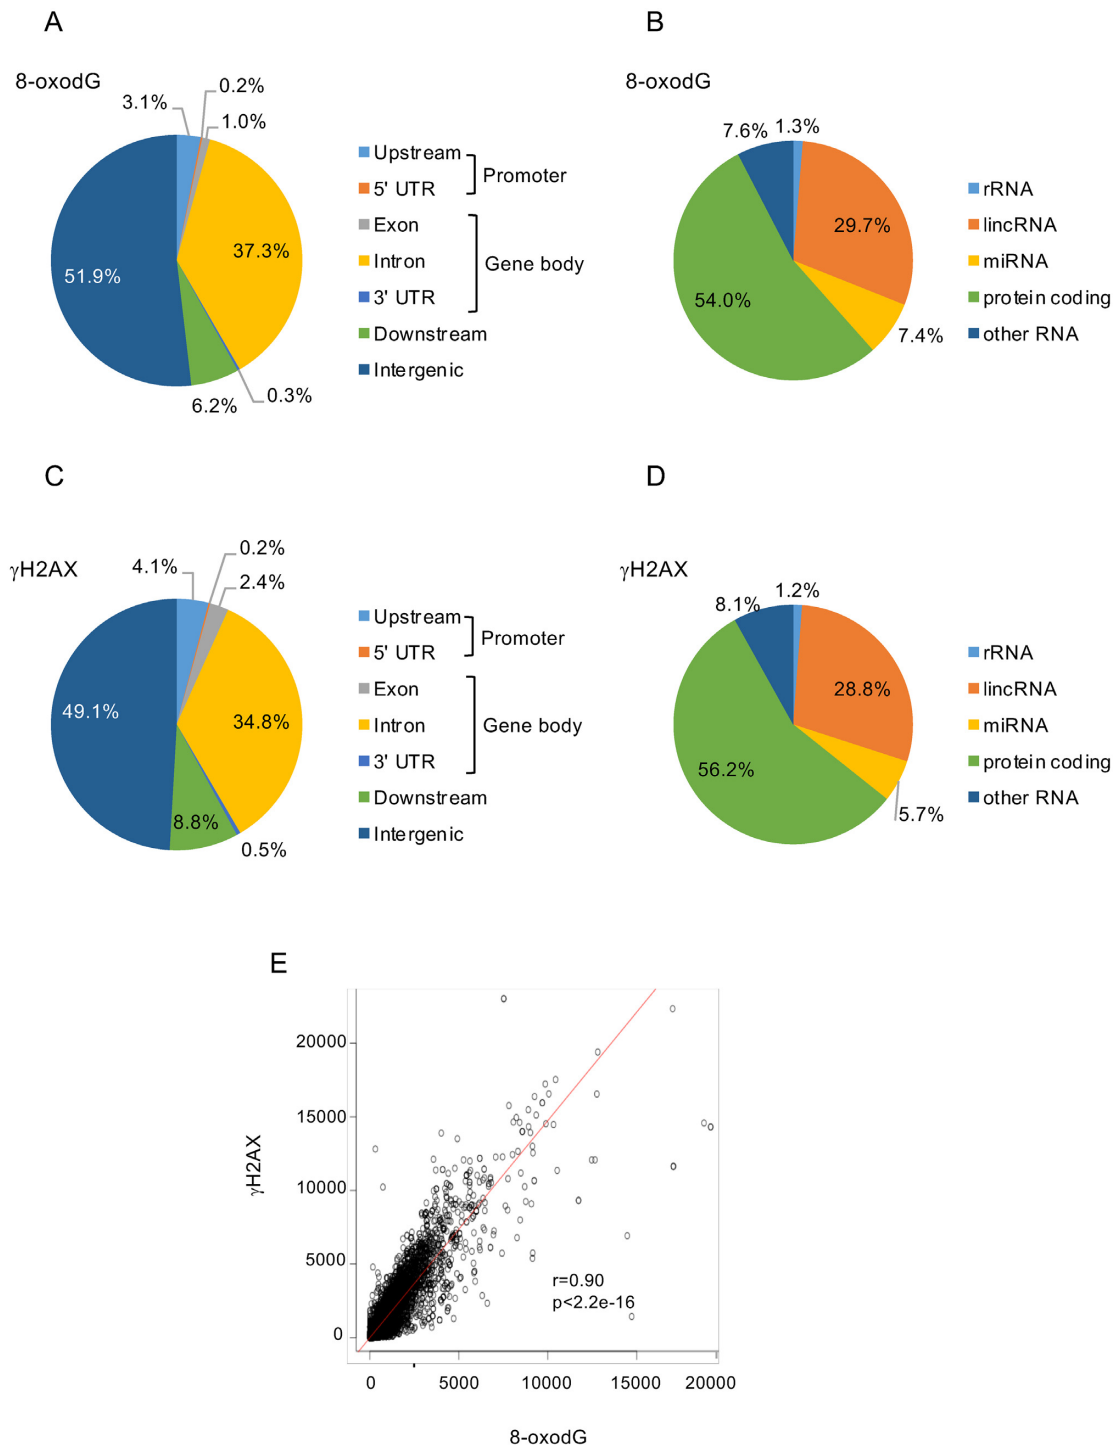 A
B
8-oxodG
8-oxodG
0.2%
3.1%
1.0%
37.3%
51.9%
6.2%
0.3%
Upstream
5' UTR
Promoter
Exon
Intron
3' UTR
Gene body
Downstream
Intergenic
7.6%
1.3%
29.7%
54.0%
7.4%
rRNA
lincRNA
miRNA
protein coding
other RNA
C
D
γH2AX
γH2AX
0.2%
4.1%
2.4%
49.1%
34.8%
8.8%
0.5%
Upstream
5' UTR
Promoter
Exon
Intron
3' UTR
Gene body
Downstream
Intergenic
8.1%
1.2%
28.8%
56.2%
5.7%
rRNA
lincRNA
miRNA
protein coding
other RNA
E
20000
15000
10000
5000
0
γH2AX
r=0.90
p<2.2e-16
0
5000
10000
15000
20000
8-oxodG